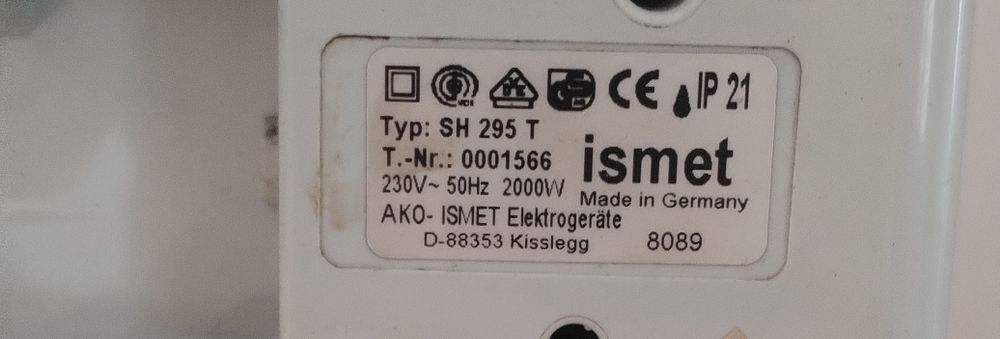 CE IP 21
Typ: SH 295 T
T.-Nr.: 0001566
ismet
230V~ 50Hz 2000W
Made in Germany
AKO- ISMET Elektrogeräte
D-88353 Kisslegg 8089